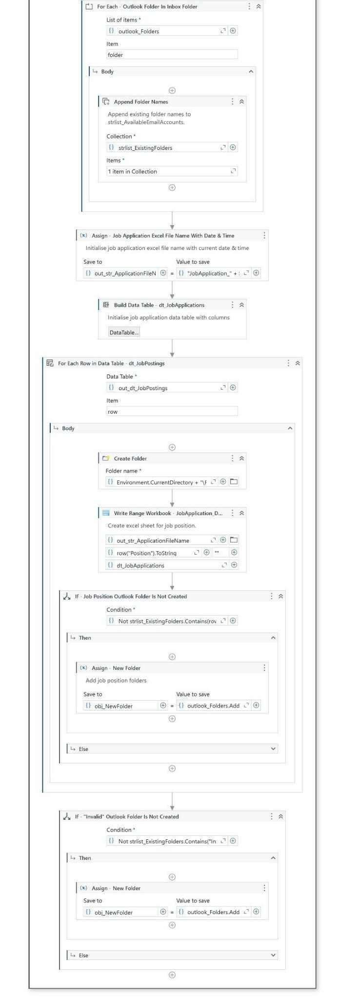 For Each - Outlook Folder In Inbox Folder
List of items *
outlook_Folders
Item
folder
Body
Append Folder Names
Append existing folder names to
strlist_AvailableEmailAccounts.
Collection *
strlist_ExistingFolders
Items *
1 item in Collection
Assign - Job Application Excel File Name With Date & Time
Initialise job application excel file name with current date & time
Save to Value to save
out_str_ApplicationFileN = "JobApplication_" + :
Build Data Table - dt_JobApplications
Initialise job application data table with columns
DataTable...
For Each Row in Data Table - dt_JobPostings
Data Table *
out_dt_JobPostings
Item
row
Body
Create Folder
Folder name *
Environment.CurrentDirectory + "\F
Write Range Workbook - JobApplication_D...
Create excel sheet for job position.
out_str_ApplicationFileName
row("Position").ToString ""
dt_JobApplications
If - Job Position Outlook Folder Is Not Created
Condition *
Not strlist_ExistingFolders.Contains(rov
Then
Assign - New Folder
Add job position folders
Save to Value to save
obj_NewFolder = outlook_Folders.Add
Else
If - "Invalid" Outlook Folder Is Not Created
Condition *
Not strlist_ExistingFolders.Contains("In
Then
Assign - New Folder
Save to Value to save
obj_NewFolder = outlook_Folders.Add
Else